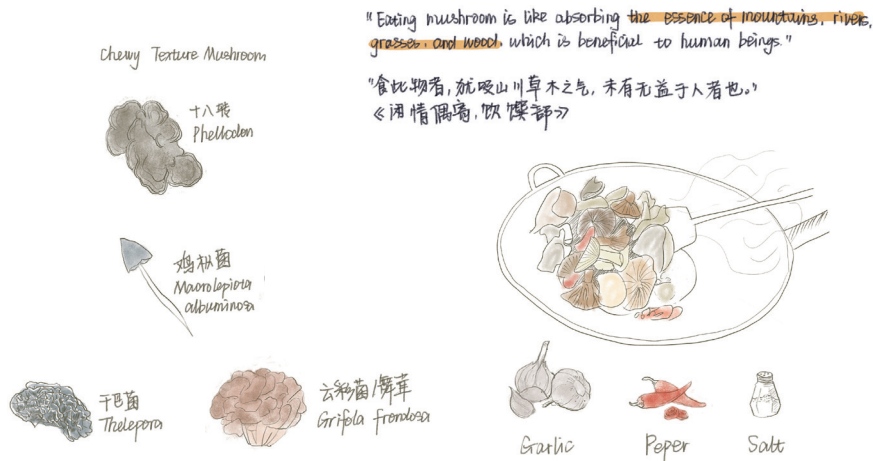 "Eating mushroom is like absorbing the essence of mountains, rivers,
grasses, and wood, which is beneficial to human beings."
"食此物者，犹吸山川草木之气，未有无益于人者也。"
《闲情偶寄，饮馔部》
Chewy Texture Mushroom
十八
Phellodon
鸡枞菌
Macrolepiota
albuminosa
干巴菌
Thelepora
云彩菌/舞茸
Grifola frondosa
Garlic
Peper
Salt